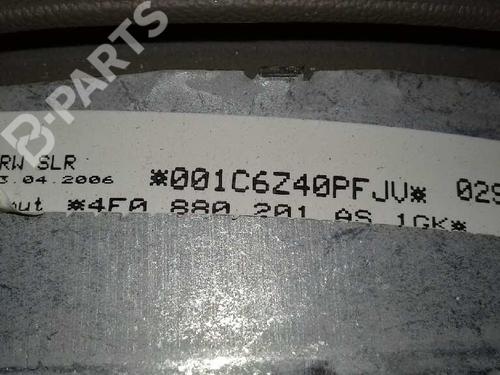 B-PARTS
RW SLR
3.04.2006
*001C6Z40PFJV* 029
*4F0 880 201 AS 1GK*